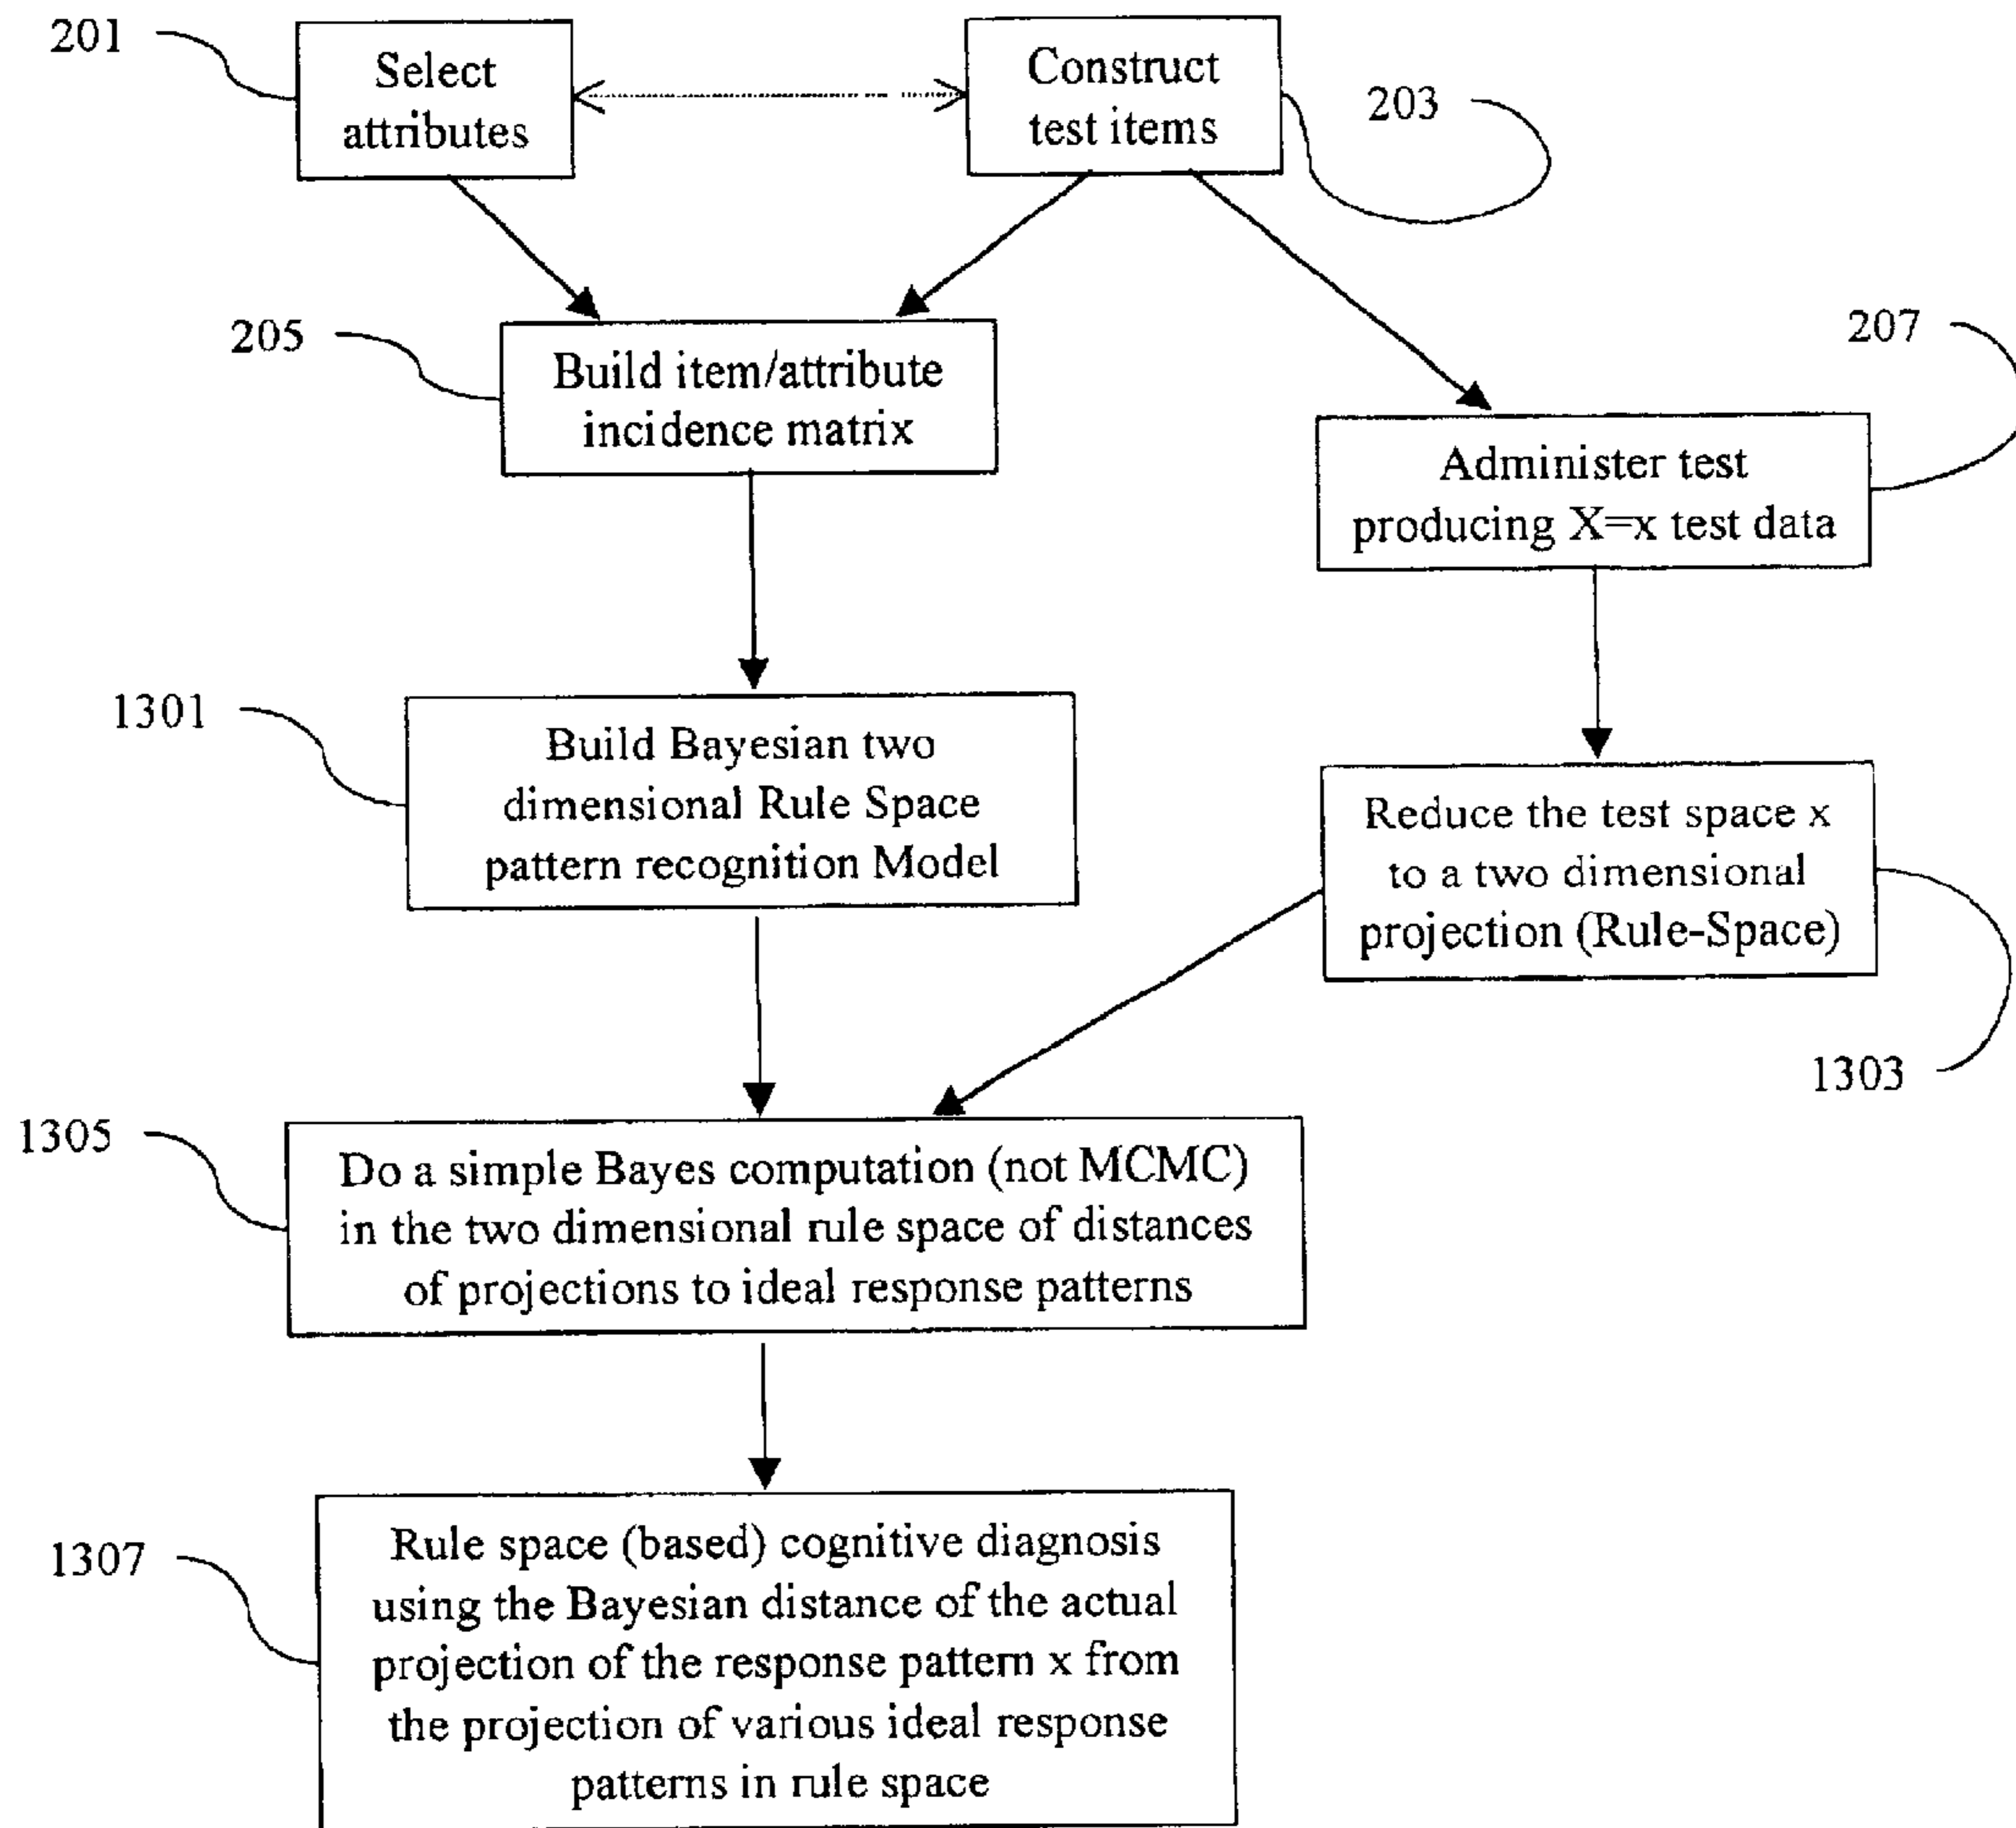 201
Select
attributes
Construct
test items
203
205
Build item/attribute
incidence matrix
207
Administer test
producing X=x test data
1301
Build Bayesian two
dimensional Rule Space
pattern recognition Model
Reduce the test space x
to a two dimensional
projection (Rule-Space)
1303
1305
Do a simple Bayes computation (not MCMC)
in the two dimensional rule space of distances
of projections to ideal response patterns
1307
Rule space (based) cognitive diagnosis
using the Bayesian distance of the actual
projection of the response pattern x from
the projection of various ideal response
patterns in rule space